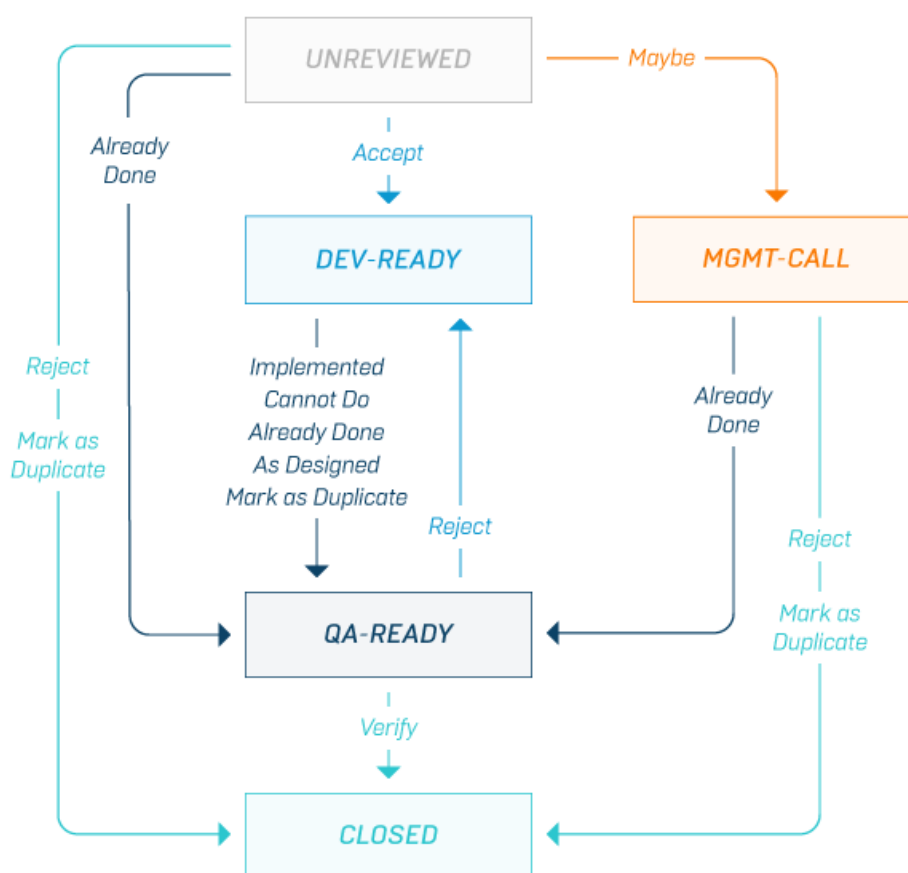 UNREVIEWED
Maybe
Already
Done
Accept
DEV-READY
MGMT-CALL
Reject
Mark as
Duplicate
Implemented
Cannot Do
Already Done
As Designed
Mark as Duplicate
Reject
Already
Done
Reject
Mark as
Duplicate
QA-READY
Verify
CLOSED